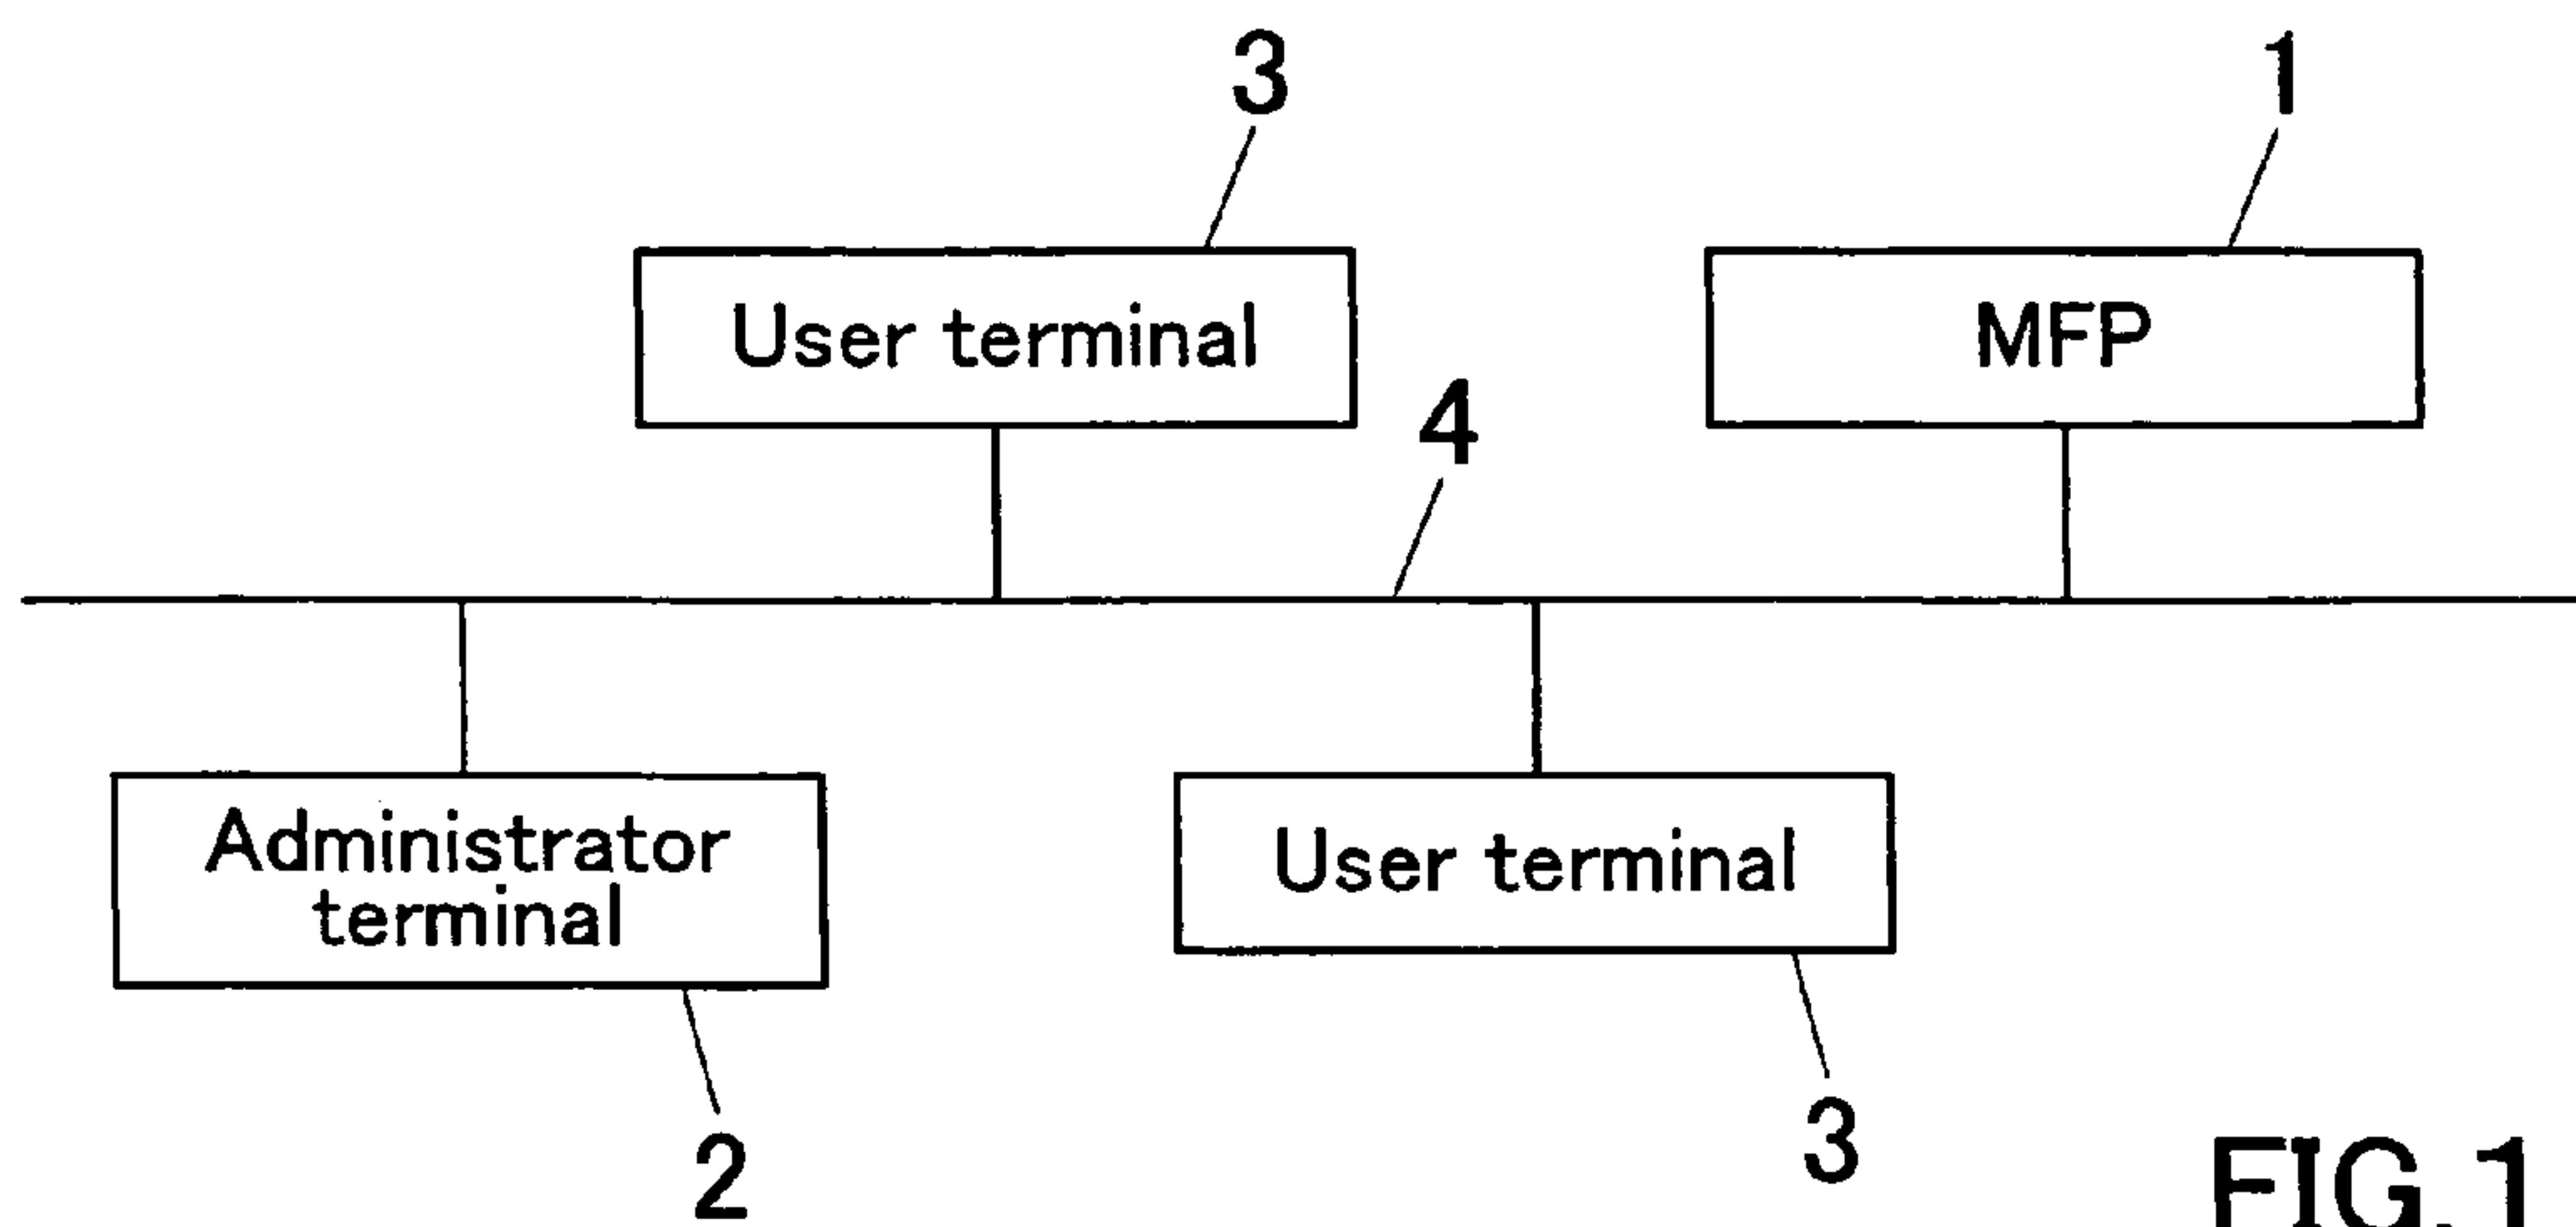 3
1
User terminal
MFP
4
Administrator
terminal
User terminal
2
3
FIG.1